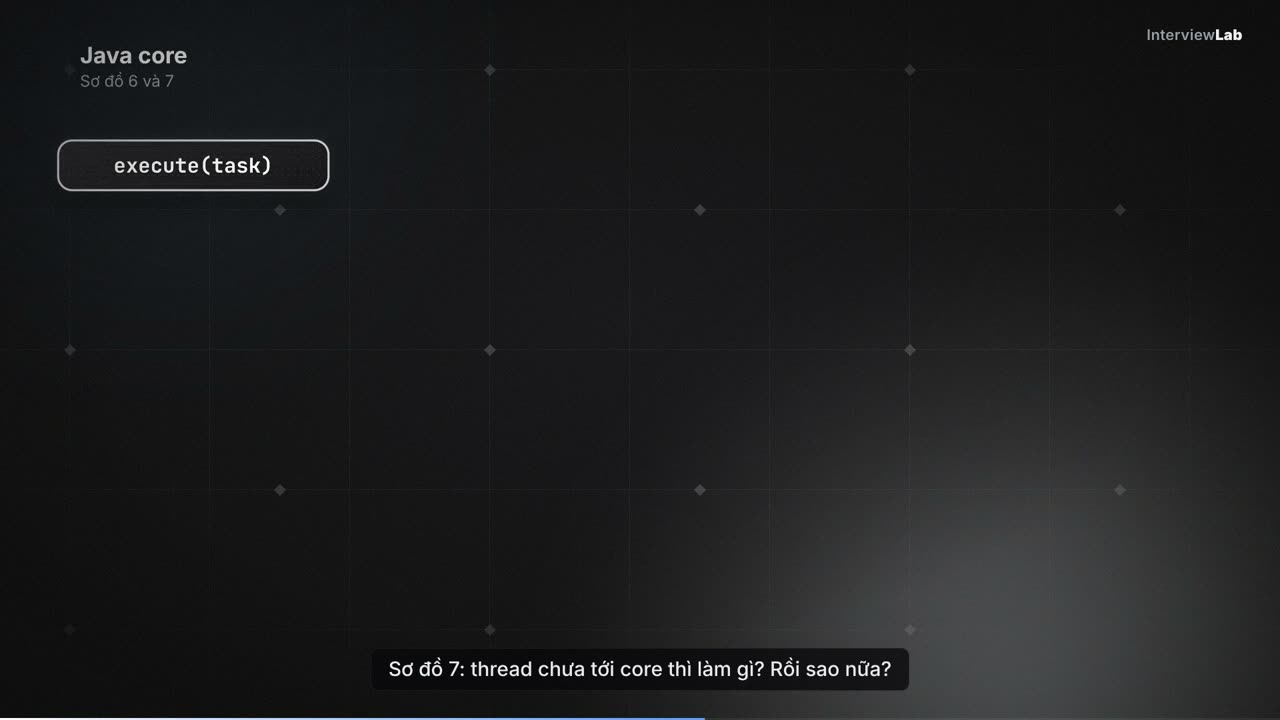 Java core
InterviewLab
Sơ đồ 6 và 7
execute(task)
Sơ đồ 7: thread chưa tới core thì làm gì? Rồi sao nữa?